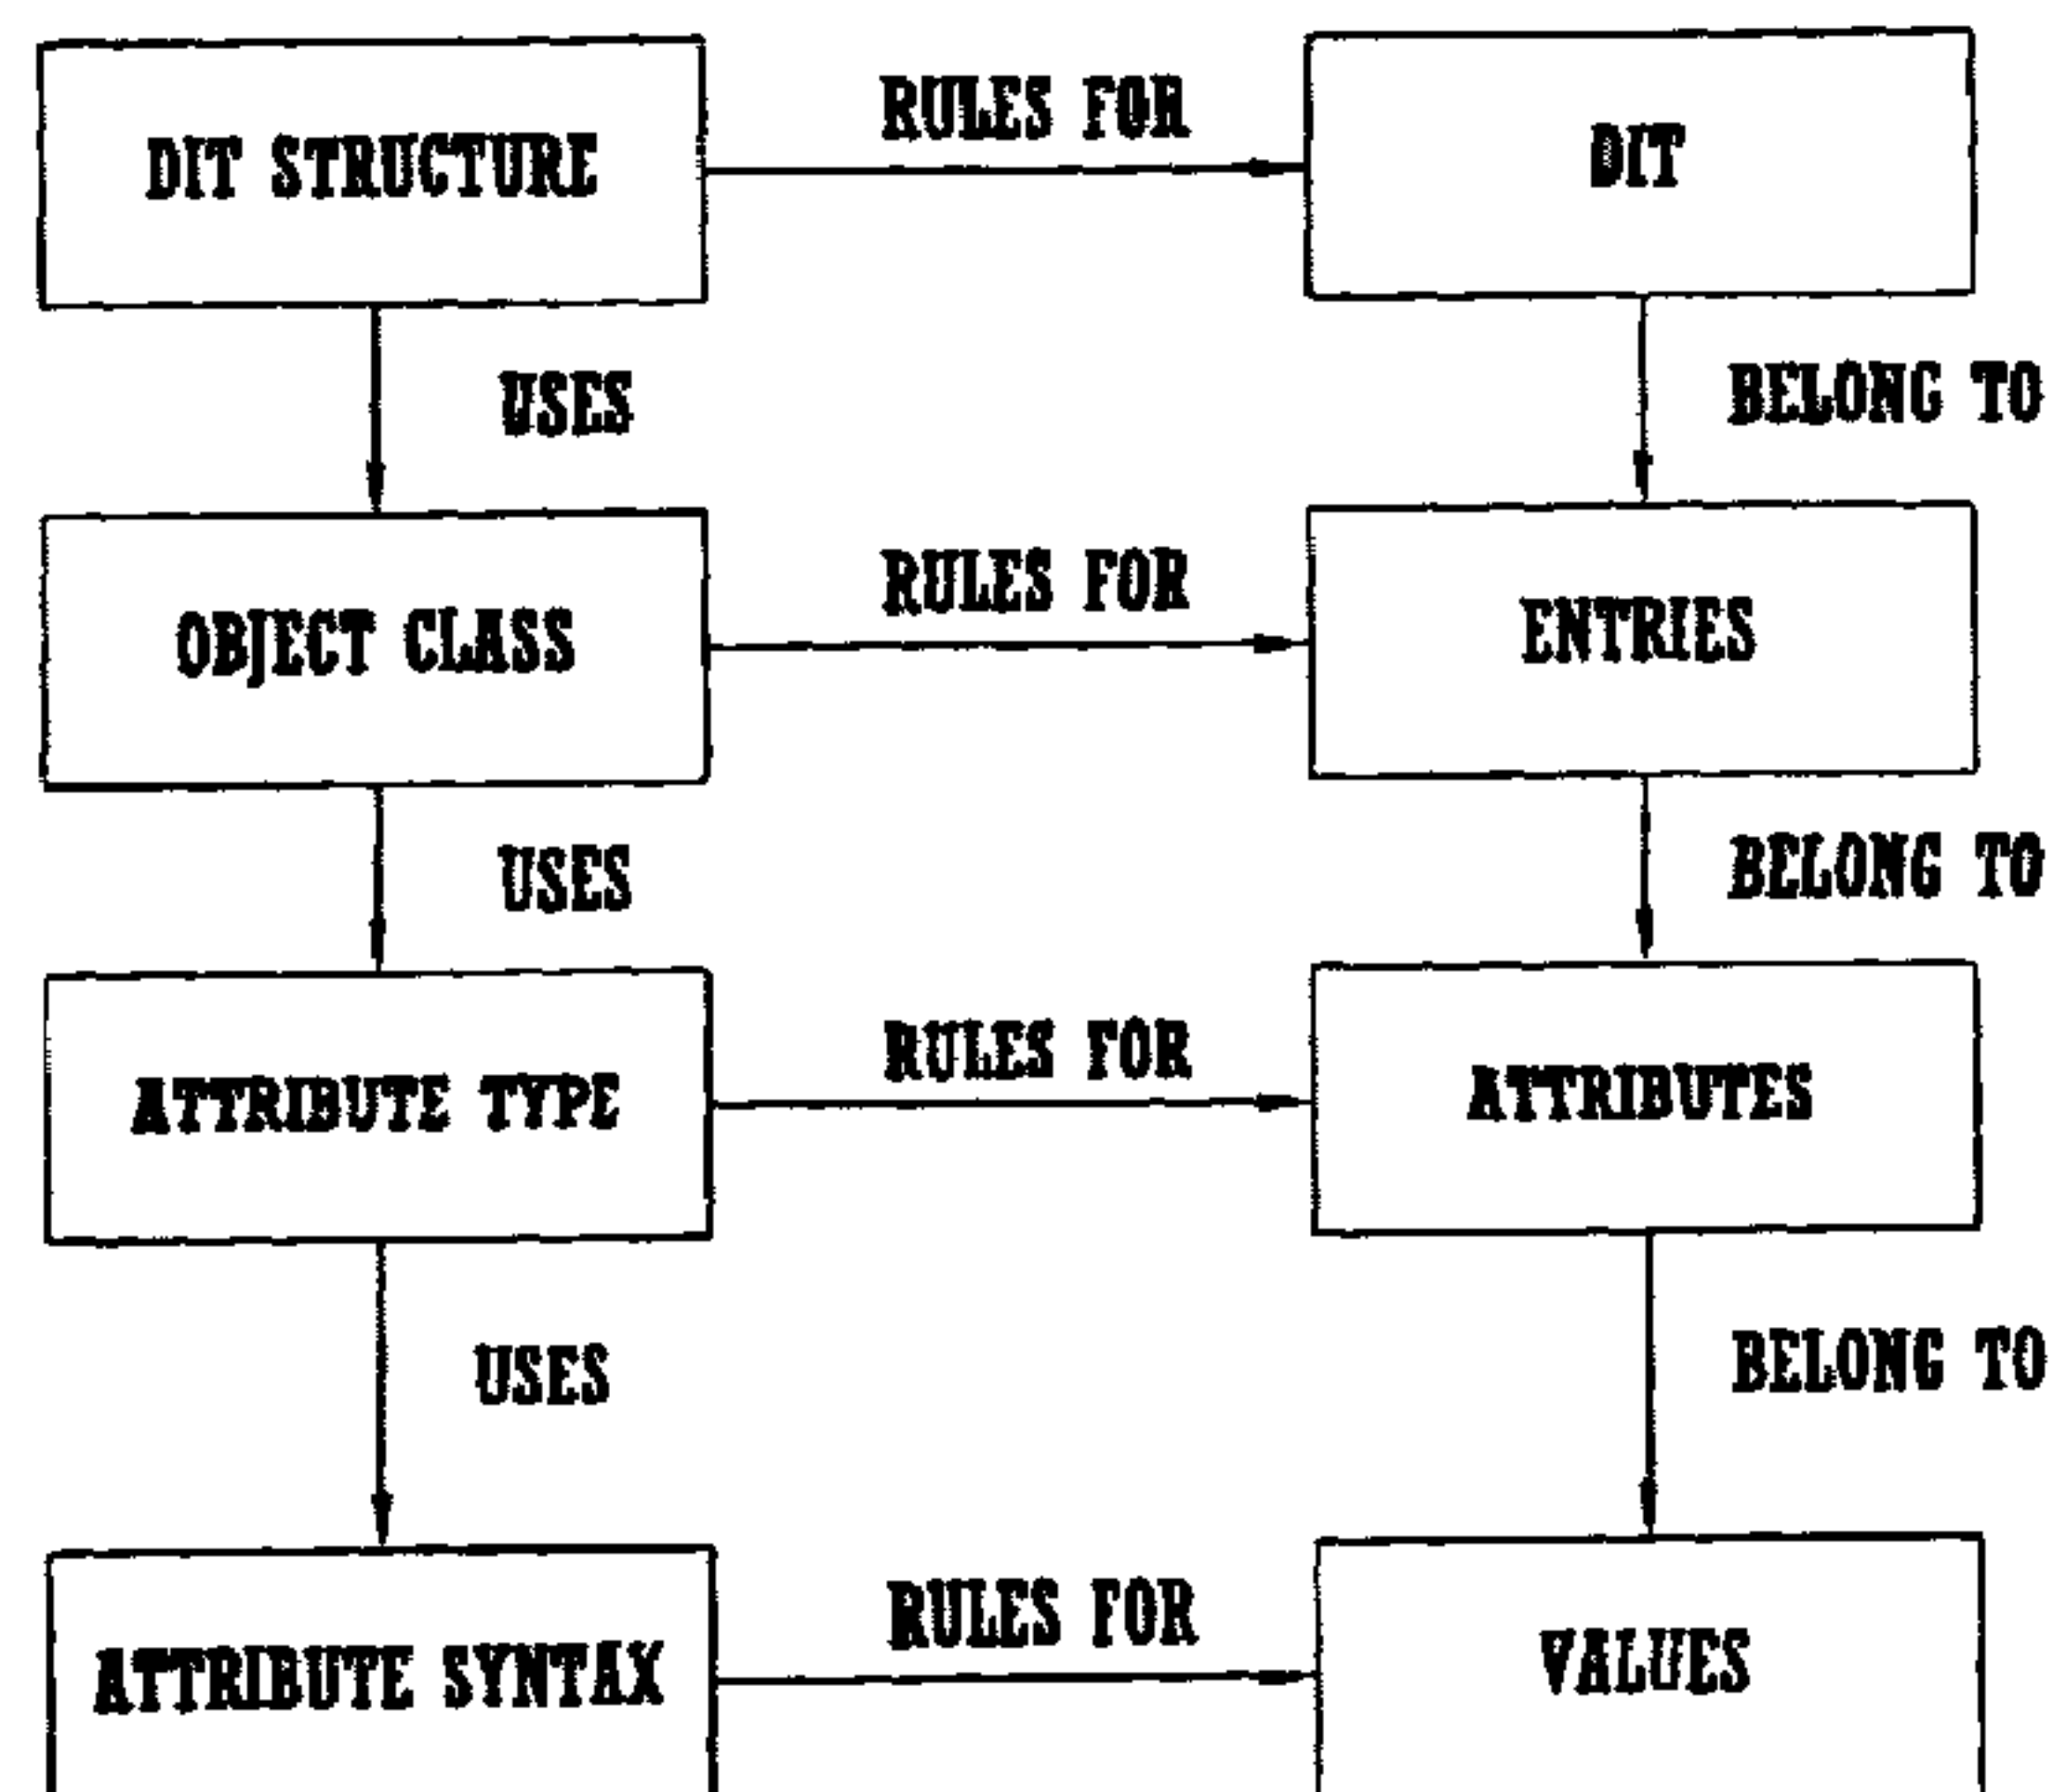 DIT STRUCTURE
RULES FOR
DIT
USES
BELONG TO
OBJECT CLASS
RULES FOR
ENTRIES
USES
BELONG TO
ATTRIBUTE TYPE
RULES FOR
ATTRIBUTES
USES
BELONG TO
ATTRIBUTE SYNTAX
RULES FOR
VALUES